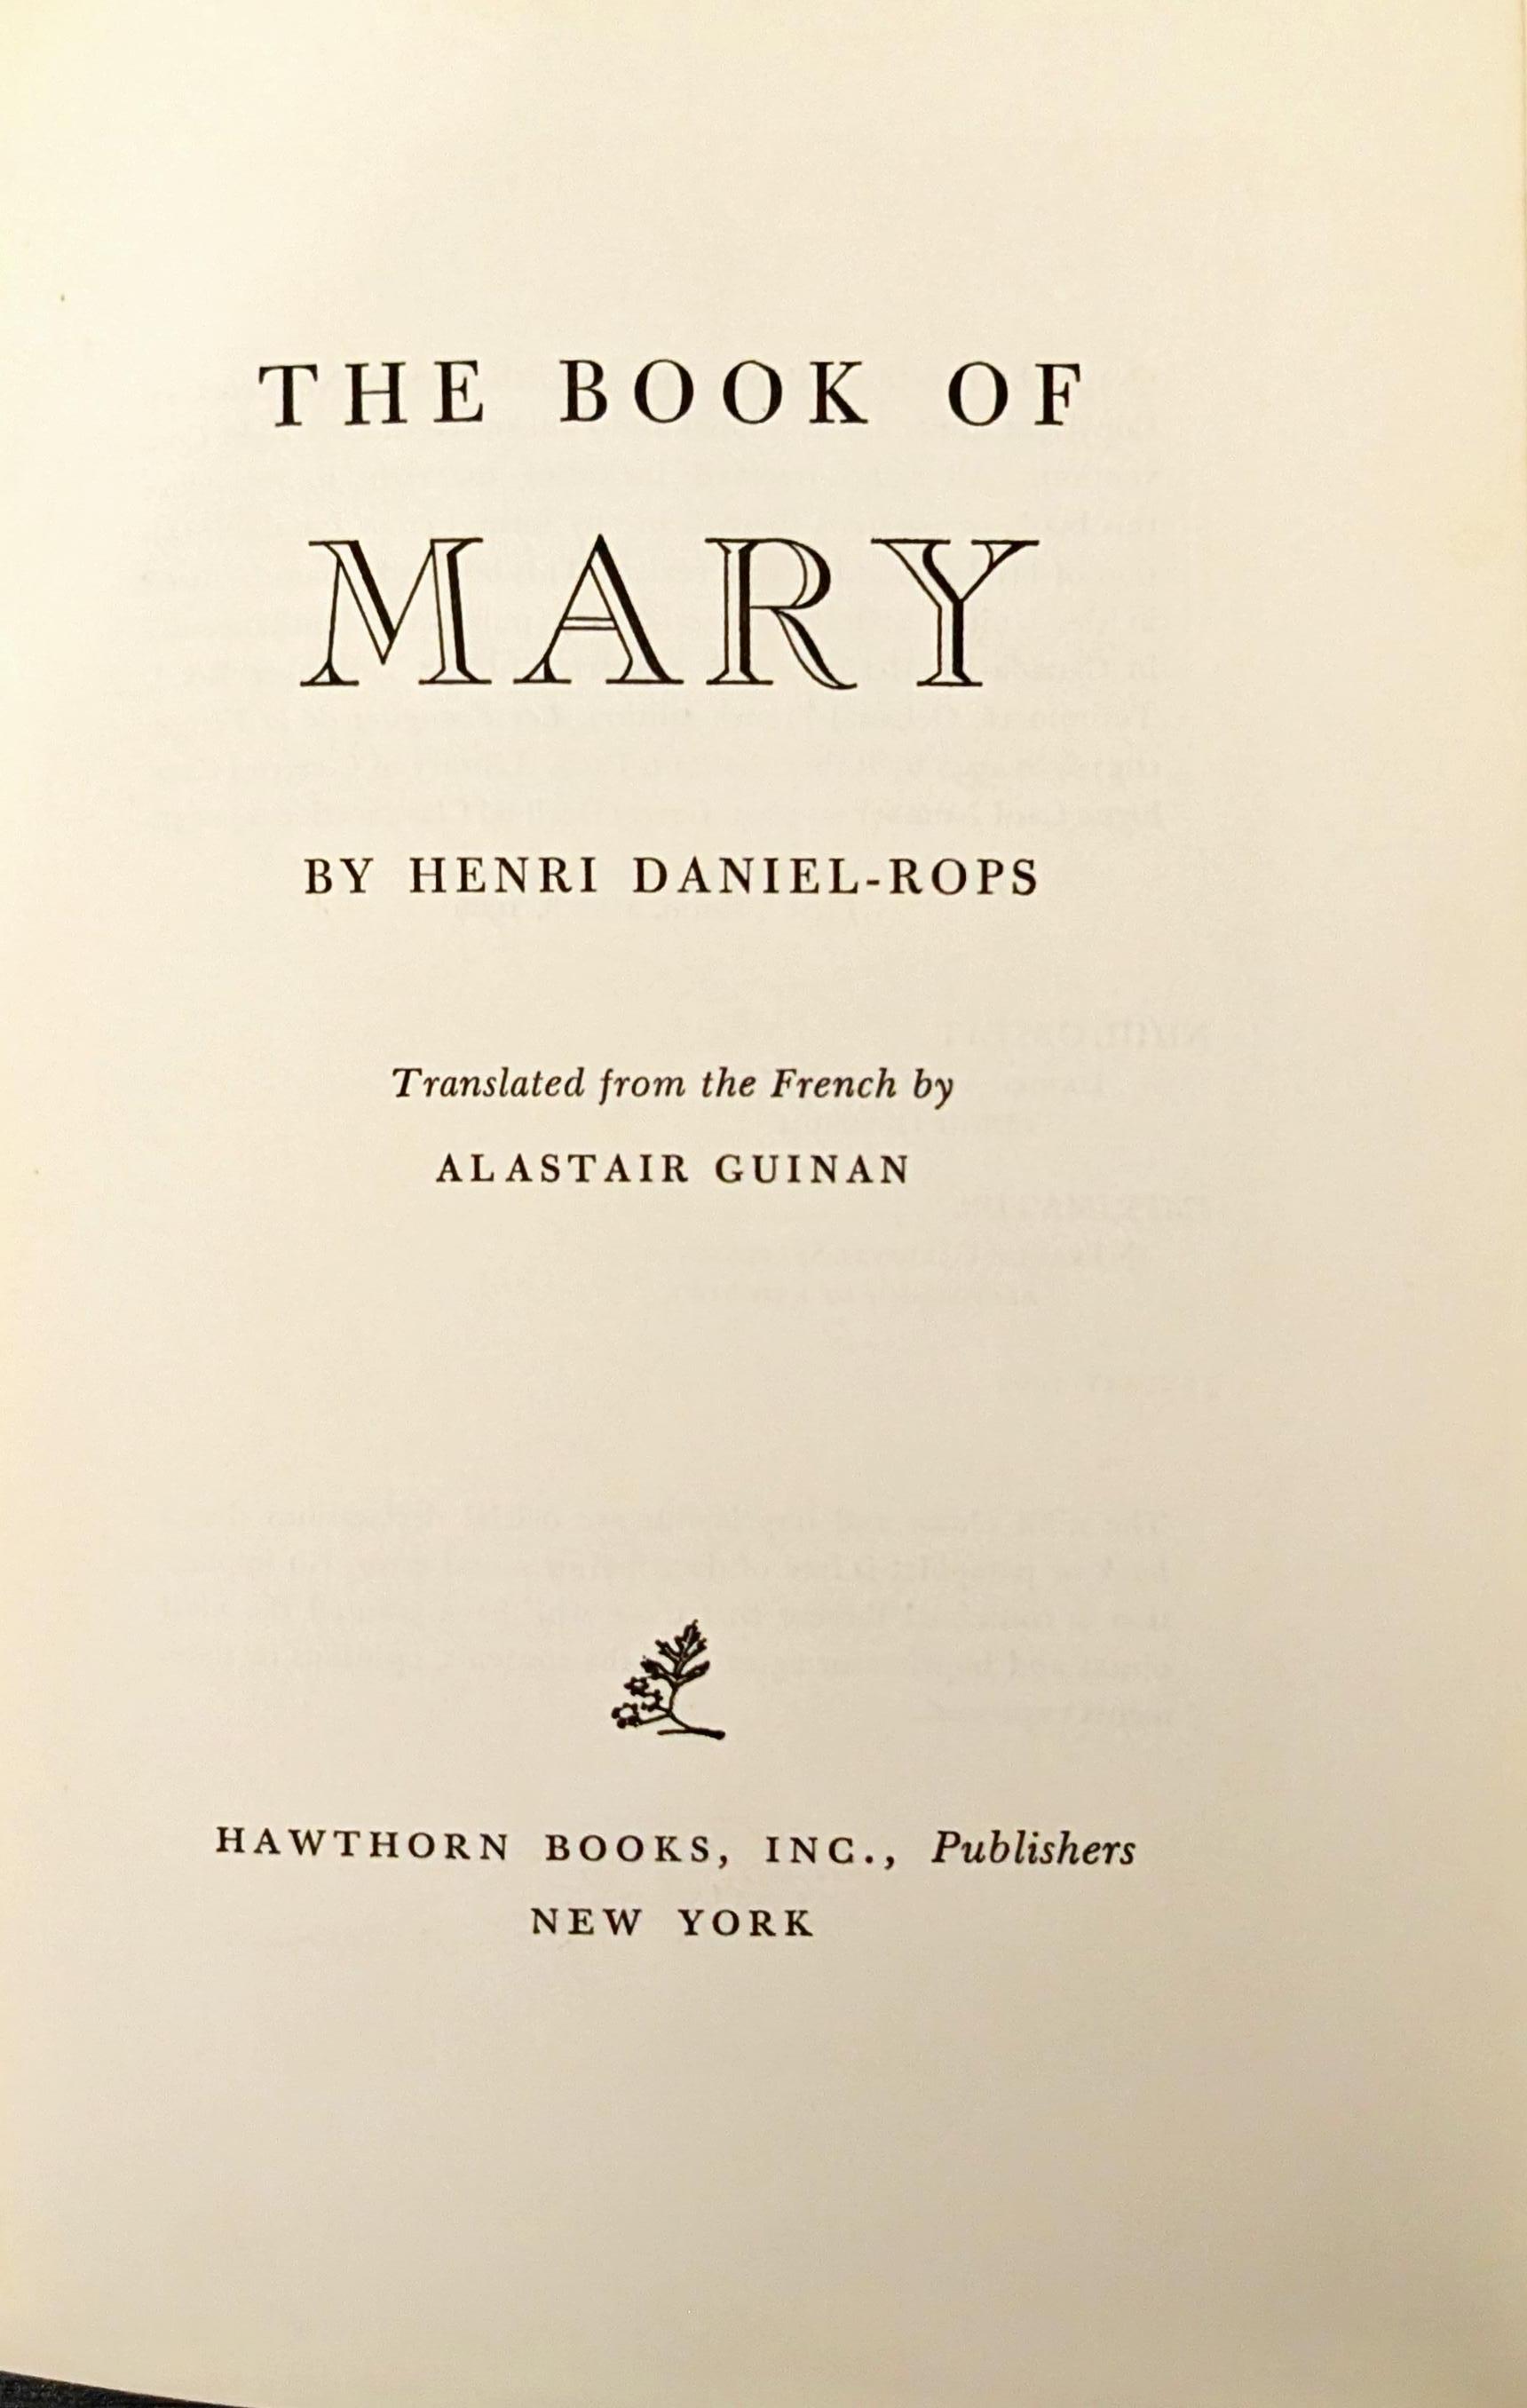 THE BOOK OF
MARY
BY HENRI DANIEL-ROPS
Translated from the French by
ALASTAIR GUINAN
HAWTHORN BOOKS, INC., Publishers
NEW YORK